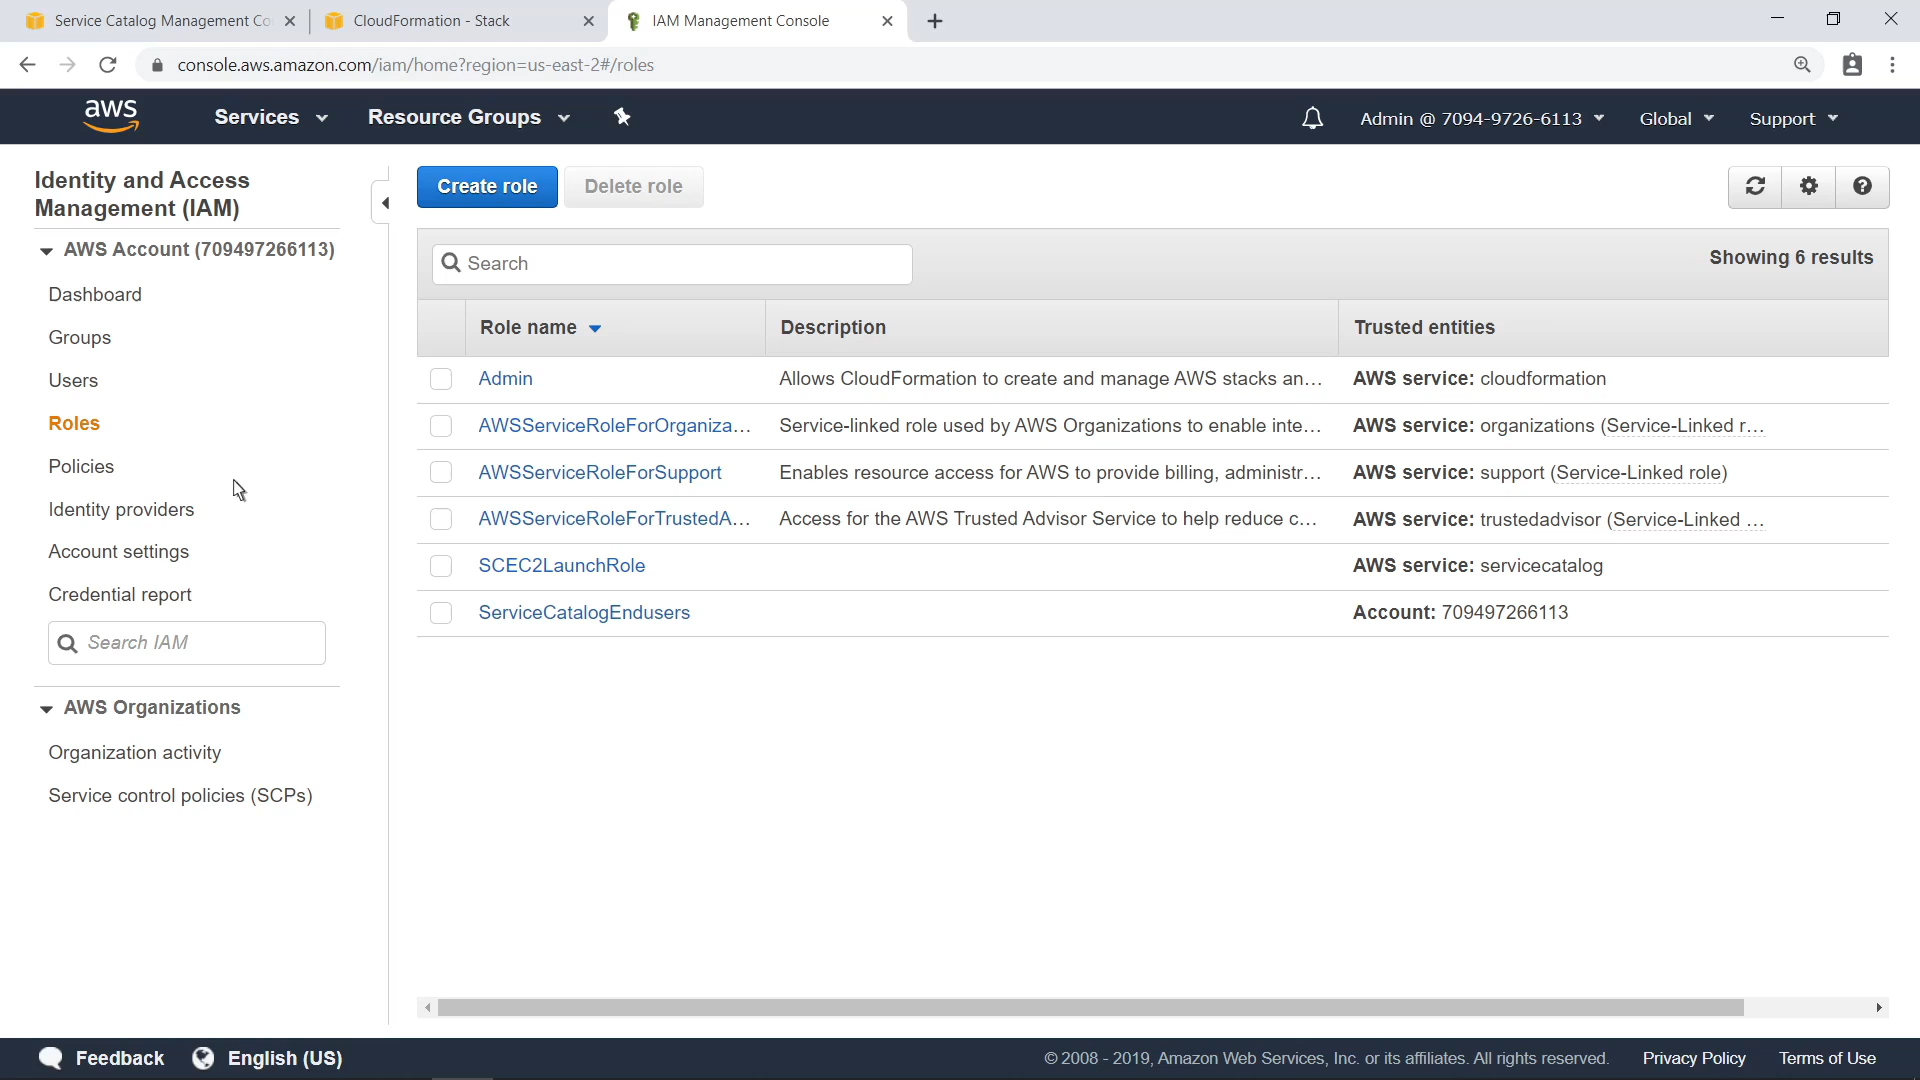 Service Catalog Management Co
CloudFormation - Stack
IAM Management Console
console.aws.amazon.com/iam/home?region=us-east-2#/roles
aws
Services
Resource Groups
Admin @ 7094-9726-6113
Global
Support
Identity and Access
Management (IAM)
AWS Account (709497266113)
Dashboard
Groups
Users
Roles
Policies
Identity providers
Account settings
Credential report
Search IAM
AWS Organizations
Organization activity
Service control policies (SCPs)
Create role
Delete role
Search
Showing 6 results
Role name Description Trusted entities
Admin Allows CloudFormation to create and manage AWS stacks an... AWS service: cloudformation
AWSServiceRoleForOrganiza... Service-linked role used by AWS Organizations to enable inte... AWS service: organizations (Service-Linked r...
AWSServiceRoleForSupport Enables resource access for AWS to provide billing, administr... AWS service: support (Service-Linked role)
AWSServiceRoleForTrustedA... Access for the AWS Trusted Advisor Service to help reduce c... AWS service: trustedadvisor (Service-Linked ...
SCEC2LaunchRole AWS service: servicecatalog
ServiceCatalogEndusers Account: 709497266113
Feedback
English (US)
© 2008 - 2019, Amazon Web Services, Inc. or its affiliates. All rights reserved.
Privacy Policy
Terms of Use